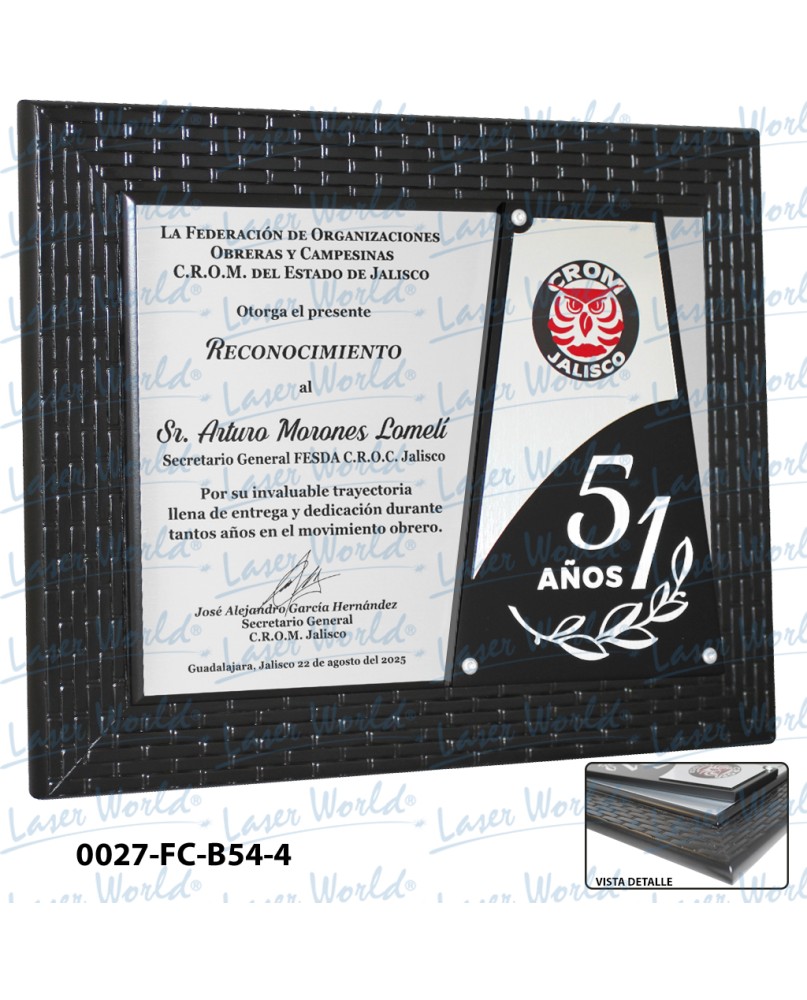 LA FEDERACIÓN DE ORGANIZACIONES
OBRERAS Y CAMPESINAS
C.R.O.M. DEL ESTADO DE JALISCO
Otorga el presente
RECONOCIMIENTO
al
Sr. Arturo Morones Lomelí
Secretario General FESDA C.R.O.C. Jalisco
Por su invaluable trayectoria
llena de entrega y dedicación durante
tantos años en el movimiento obrero.
José Alejandro García Hernández
Secretario General
C.R.O.M. Jalisco
Guadalajara, Jalisco 22 de agosto del 2025
CROM
JALISCO
51
AÑOS
0027-FC-B54-4
VISTA DETALLE
Laser World®